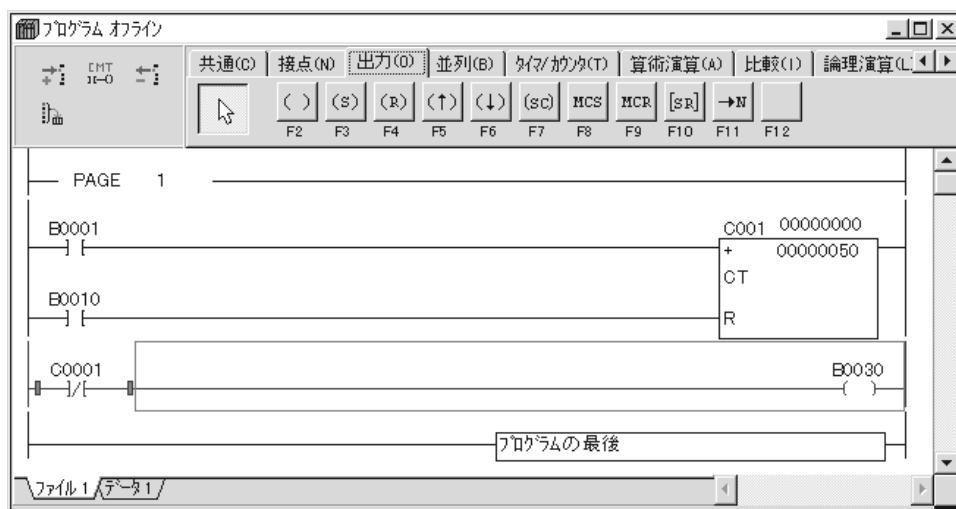 ﾌﾟﾛｸﾞﾗﾑ ｵﾌﾗｲﾝ
CMT
共通(C) 接点(N) 出力(O) 並列(B) ﾀｲﾏ/ｶｳﾝﾀ(T) 算術演算(A) 比較(I) 論理演算(L
( ) (S) (R) (↑) (↓) (SC) MCS MCR [SR] →N
F2 F3 F4 F5 F6 F7 F8 F9 F10 F11 F12
PAGE 1
B0001
C001 00000000
+ 00000050
CT
B0010
R
C0001
B0030
ﾌﾟﾛｸﾞﾗﾑの最後
ﾌｧｲﾙ 1 ﾃﾞｰﾀ 1